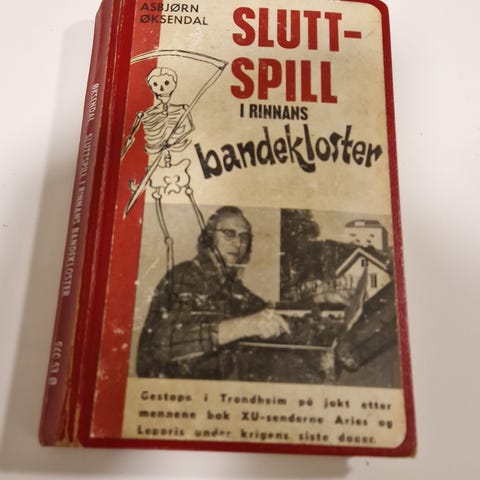 ASBJØRN
ØKSENDAL
SLUTT-
SPILL
I RINNANS
bandekloster
Gestapo i Trondheim på jakt etter
mennene bak XU-senderne Aries og
Leporis under krigens siste dager.
ØKSENDAL SLUTTSPILL I RINNANS BANDEKLOSTER